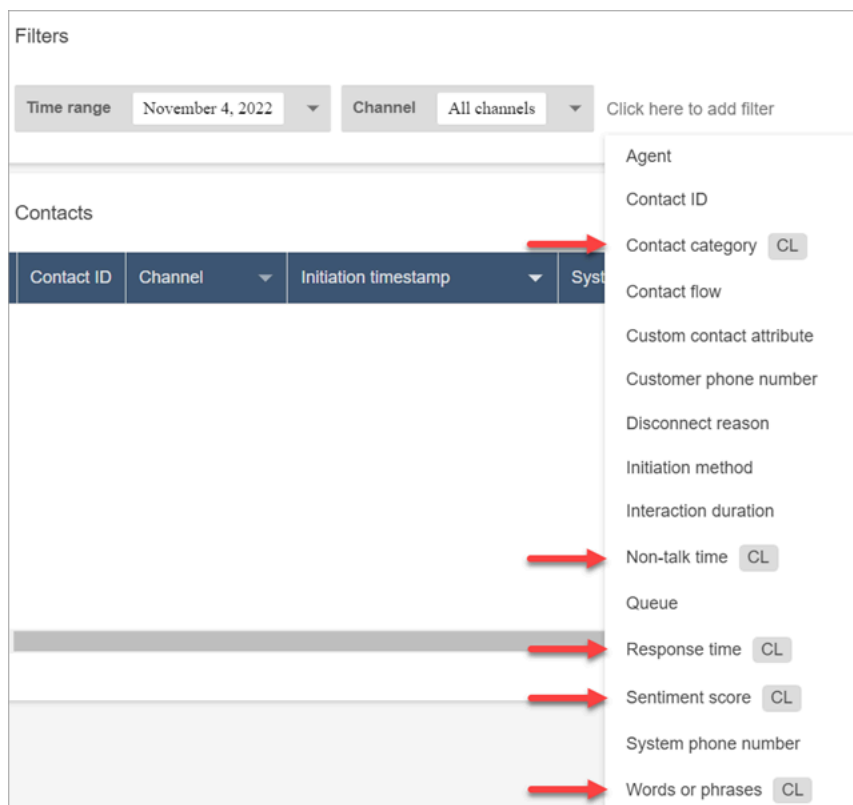 Filters
Time range November 4, 2022 Channel All channels Click here to add filter
Agent
Contact ID
Contact category CL
Contact flow
Custom contact attribute
Customer phone number
Disconnect reason
Initiation method
Interaction duration
Non-talk time CL
Queue
Response time CL
Sentiment score CL
System phone number
Words or phrases CL
Contacts
Contact ID Channel Initiation timestamp Syst